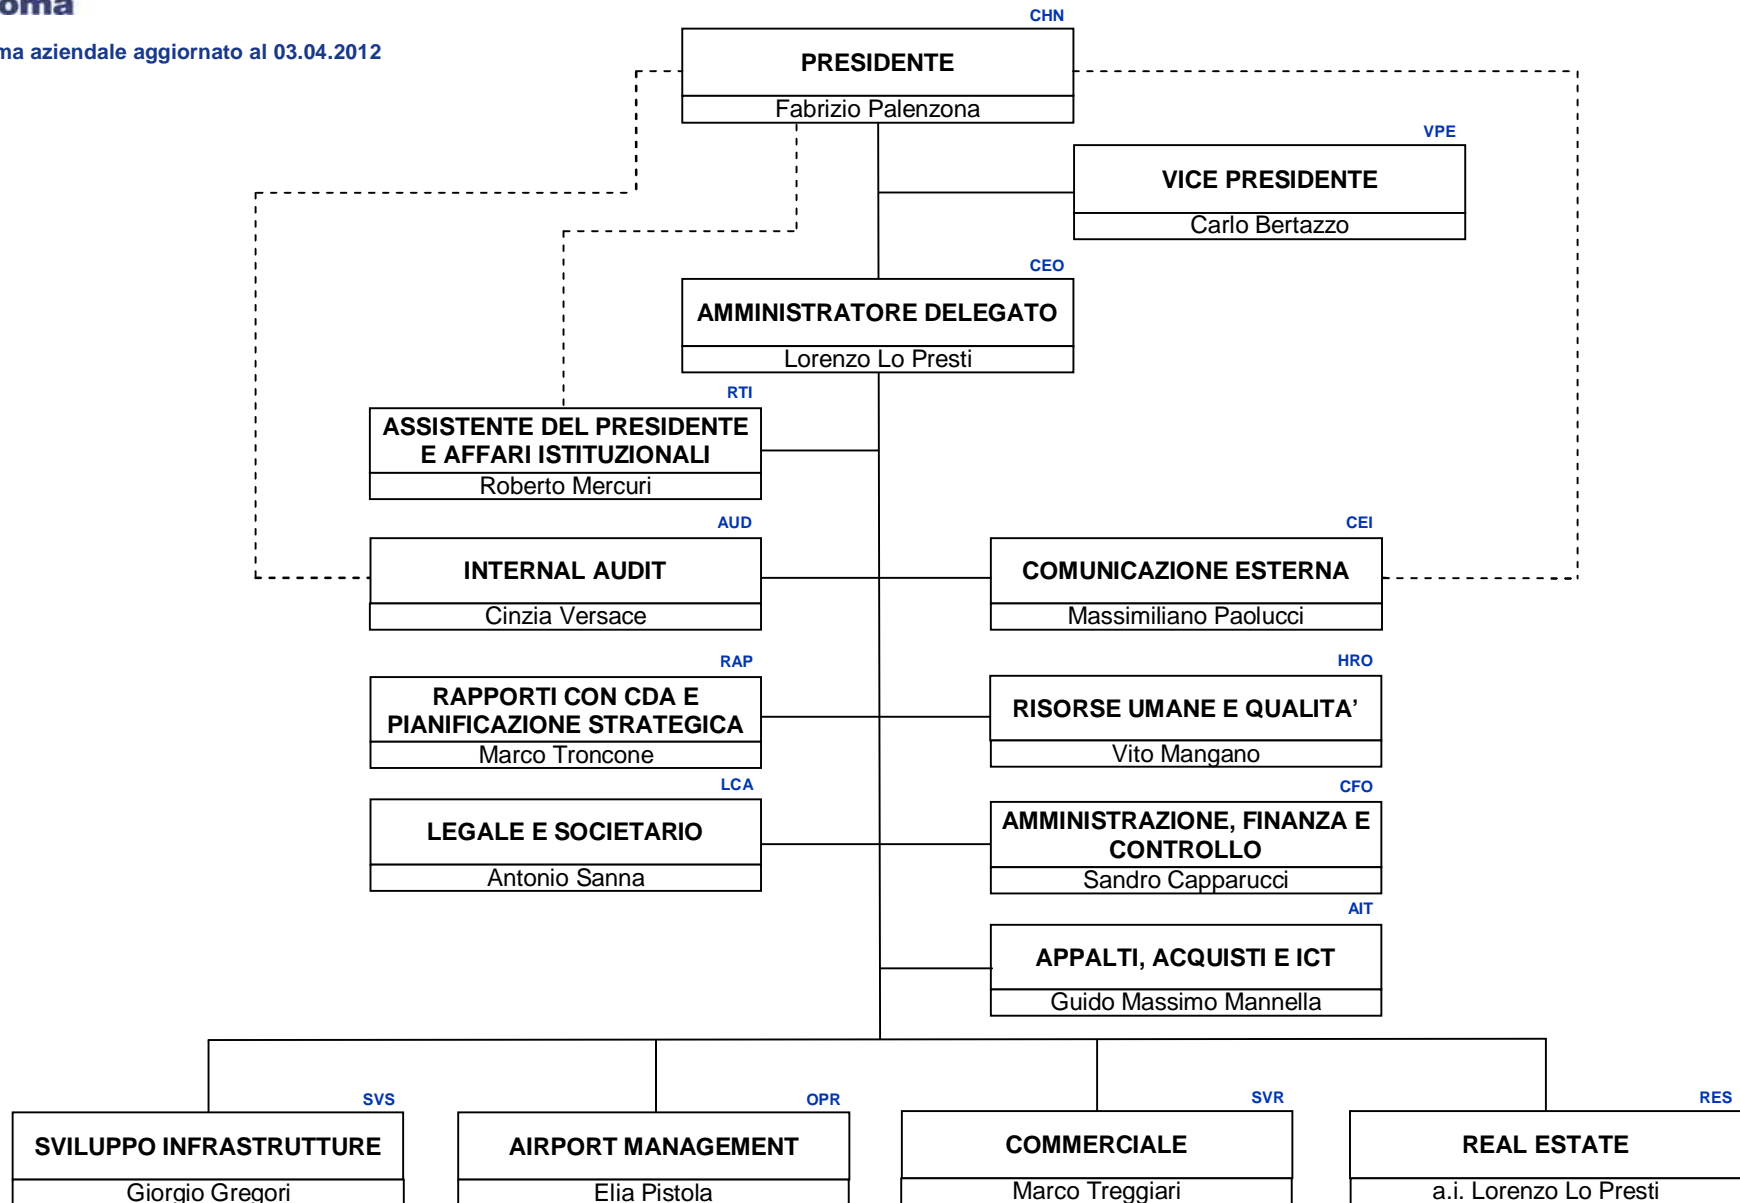 CHN
aziendale aggiornato al 03.04.2012
PRESIDENTE
Fabrizio Palenzona
VPE
VICE PRESIDENTE
Carlo Bertazzo
CEO
AMMINISTRATORE DELEGATO
Lorenzo Lo Presti
RTI
ASSISTENTE DEL PRESIDENTE
E AFFARI ISTITUZIONALI
Roberto Mercuri
AUD
INTERNAL AUDIT
Cinzia Versace
CEI
COMUNICAZIONE ESTERNA
Massimiliano Paolucci
RAP
RAPPORTI CON CDA E
PIANIFICAZIONE STRATEGICA
Marco Troncone
HRO
RISORSE UMANE E QUALITA’
Vito Mangano
LCA
LEGALE E SOCIETARIO
Antonio Sanna
CFO
AMMINISTRAZIONE, FINANZA E
CONTROLLO
Sandro Capparucci
AIT
APPALTI, ACQUISTI E ICT
Guido Massimo Mannella
SVS
SVILUPPO INFRASTRUTTURE
Giorgio Gregori
OPR
AIRPORT MANAGEMENT
Elia Pistola
SVR
COMMERCIALE
Marco Treggiari
RES
REAL ESTATE
a.i. Lorenzo Lo Presti